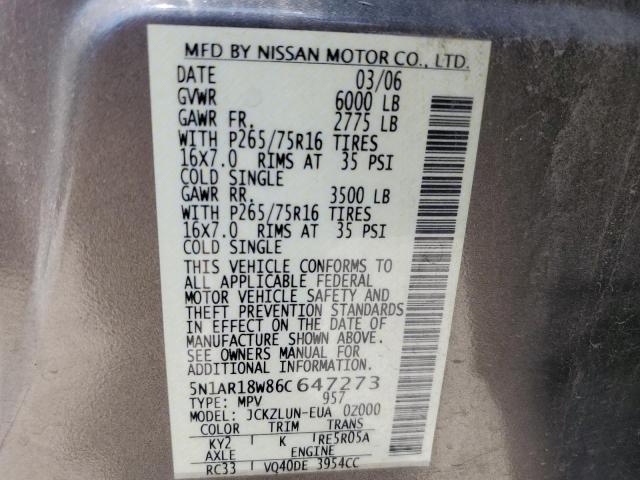 MFD BY NISSAN MOTOR CO., LTD.
DATE 03/06
GVWR 6000 LB
GAWR FR. 2775 LB
WITH P265/75R16 TIRES
16X7.0 RIMS AT 35 PSI
COLD SINGLE
GAWR RR. 3500 LB
WITH P265/75R16 TIRES
16X7.0 RIMS AT 35 PSI
COLD SINGLE
THIS VEHICLE CONFORMS TO
ALL APPLICABLE FEDERAL
MOTOR VEHICLE SAFETY AND
THEFT PREVENTION STANDARDS
IN EFFECT ON THE DATE OF
MANUFACTURE SHOWN ABOVE.
SEE OWNERS MANUAL FOR
ADDITIONAL INFORMATION
5N1AR18W86C647273
TYPE: MPV 957
MODEL: JCKZLUN-EUA 0Z000
COLOR TRIM TRANS
KY2 K RE5R05A
AXLE ENGINE
RC33 VQ40DE 3954CC